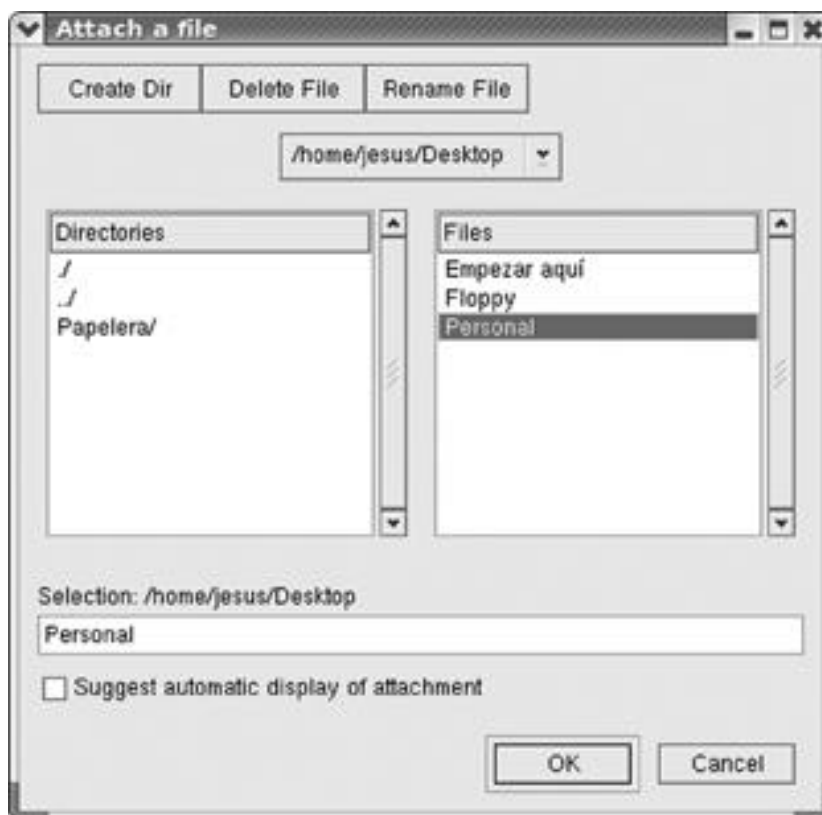 Attach a file
Create Dir Delete File Rename File
/home/jesus/Desktop
Directories
./
../
Papelera/
Files
Empezar aquí
Floppy
Personal
Selection: /home/jesus/Desktop
Personal
Suggest automatic display of attachment
OK Cancel